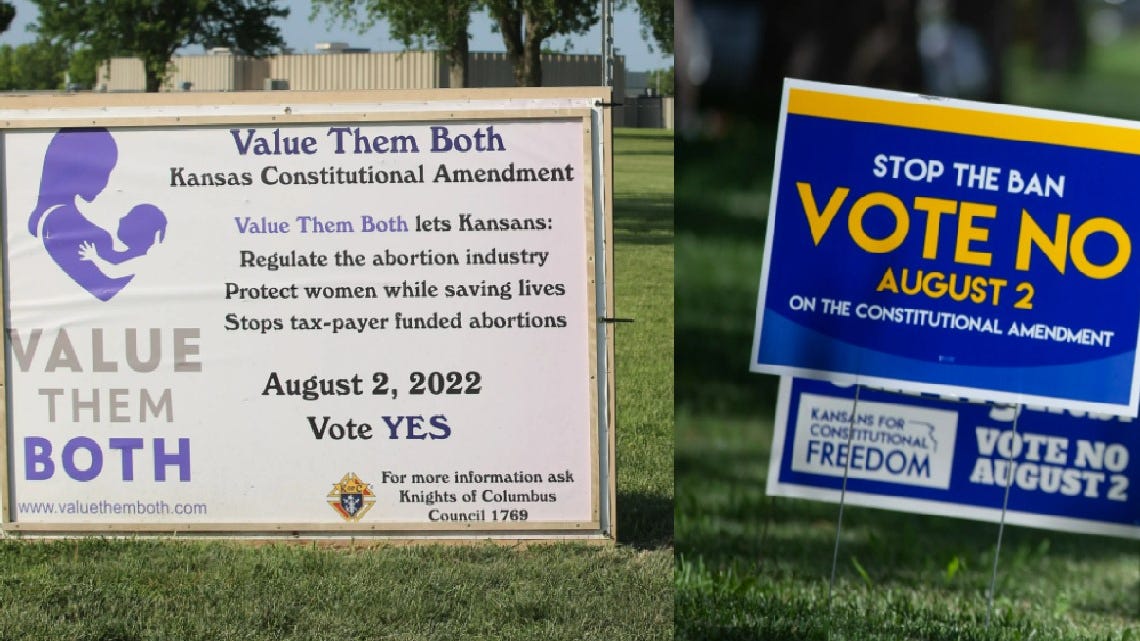 Value Them Both
Kansas Constitutional Amendment
Value Them Both lets Kansans:
Regulate the abortion industry
Protect women while saving lives
Stops tax-payer funded abortions
VALUE
THEM
BOTH
August 2, 2022
Vote YES
www.valuethemboth.com
For more information ask
Knights of Columbus
Council 1769
STOP THE BAN
VOTE NO
AUGUST 2
ON THE CONSTITUTIONAL AMENDMENT
KANSANS FOR
CONSTITUTIONAL
FREEDOM
VOTE NO
AUGUST 2